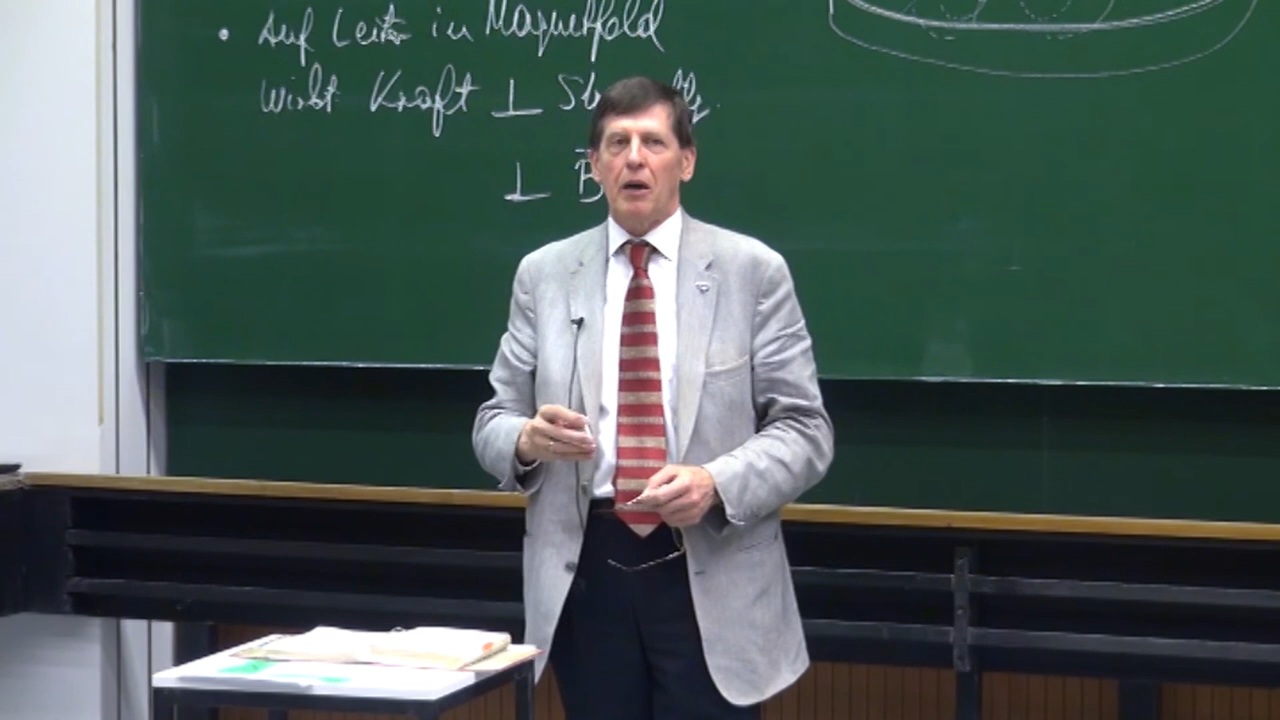 • Auf Leiter in Magnetfeld
wirkt Kraft ⊥
⊥ B